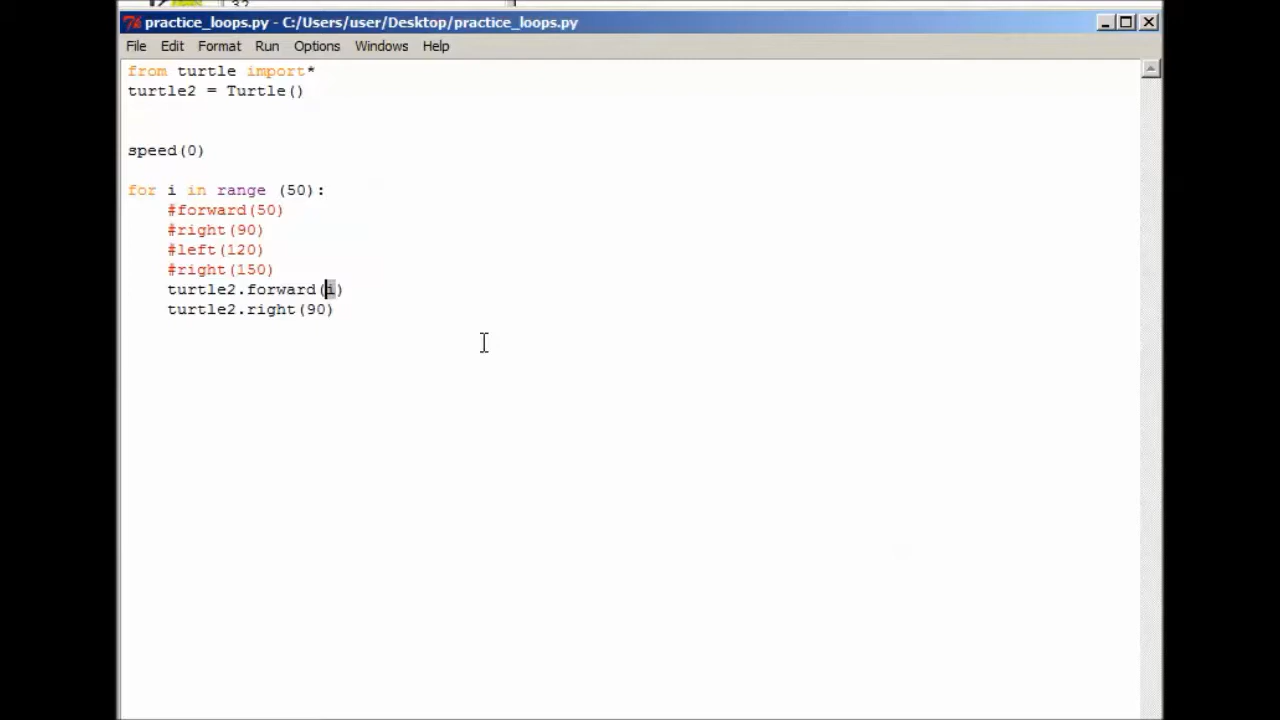 32
practice_loops.py - C:/Users/user/Desktop/practice_loops.py
File Edit Format Run Options Windows Help
from turtle import*
turtle2 = Turtle()
speed(0)
for i in range (50):
    #forward(50)
    #right(90)
    #left(120)
    #right(150)
    turtle2.forward(i)
    turtle2.right(90)